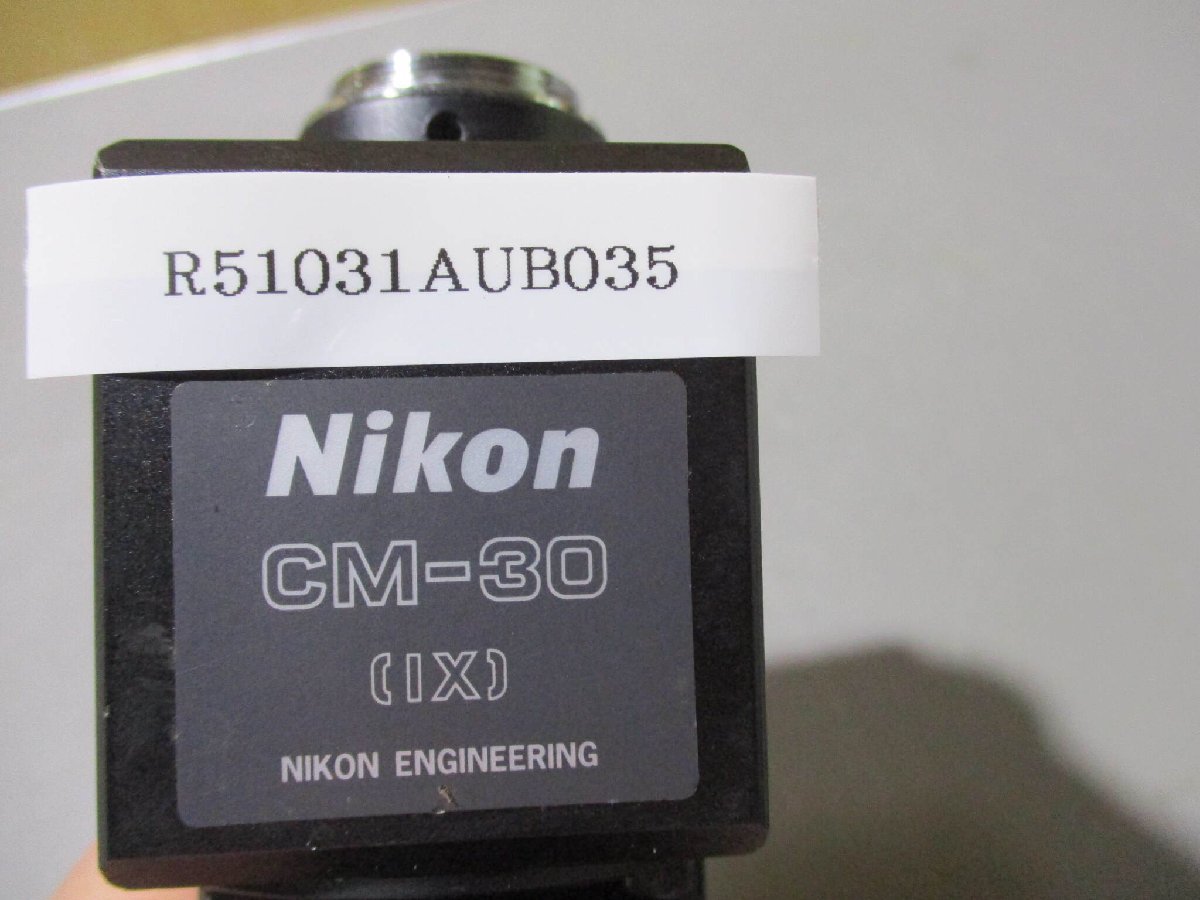 R51031AUB035
Nikon
CM-30
(IX)
NIKON ENGINEERING